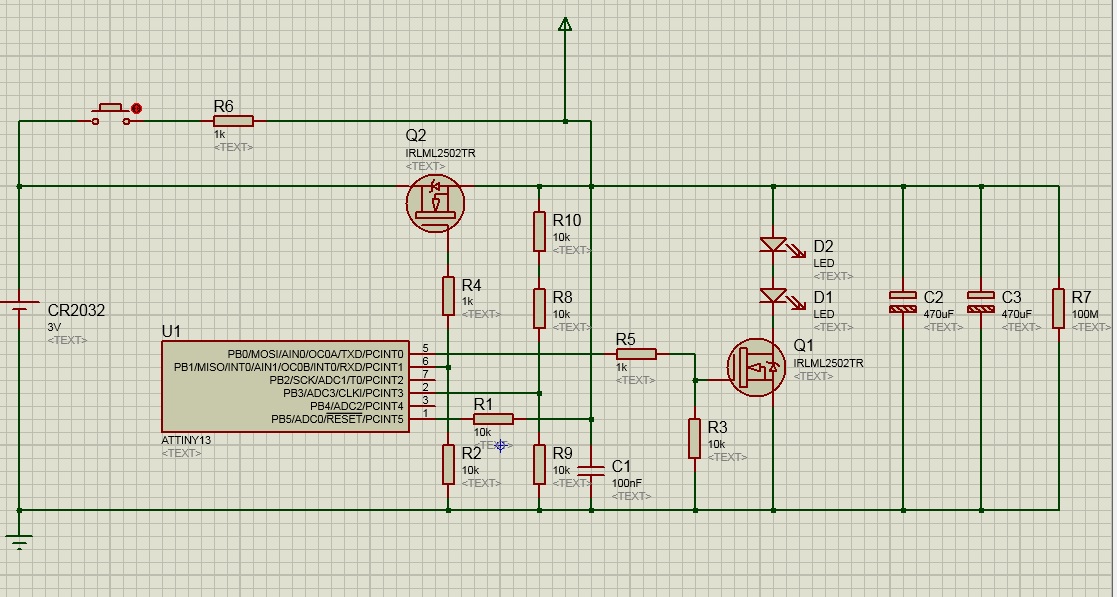 R6
1k
<TEXT>
Q2
IRLML2502TR
<TEXT>
R10
10k
<TEXT>
D2
LED
<TEXT>
R4
1k
<TEXT>
R8
10k
<TEXT>
D1
LED
<TEXT>
C2
470uF
<TEXT>
C3
470uF
<TEXT>
R7
100M
<TEXT>
CR2032
3V
<TEXT>
U1
PB0/MOSI/AIN0/OC0A/TXD/PCINT0 5
PB1/MISO/INT0/AIN1/OC0B/INT0/RXD/PCINT1 6
PB2/SCK/ADC1/T0/PCINT2 7
PB3/ADC3/CLKI/PCINT3 2
PB4/ADC2/PCINT4 3
PB5/ADC0/RESET/PCINT5 1
ATTINY13
<TEXT>
R5
1k
<TEXT>
Q1
IRLML2502TR
<TEXT>
R1
10k
<TEXT>
R3
10k
<TEXT>
R2
10k
<TEXT>
R9
10k
<TEXT>
C1
100nF
<TEXT>